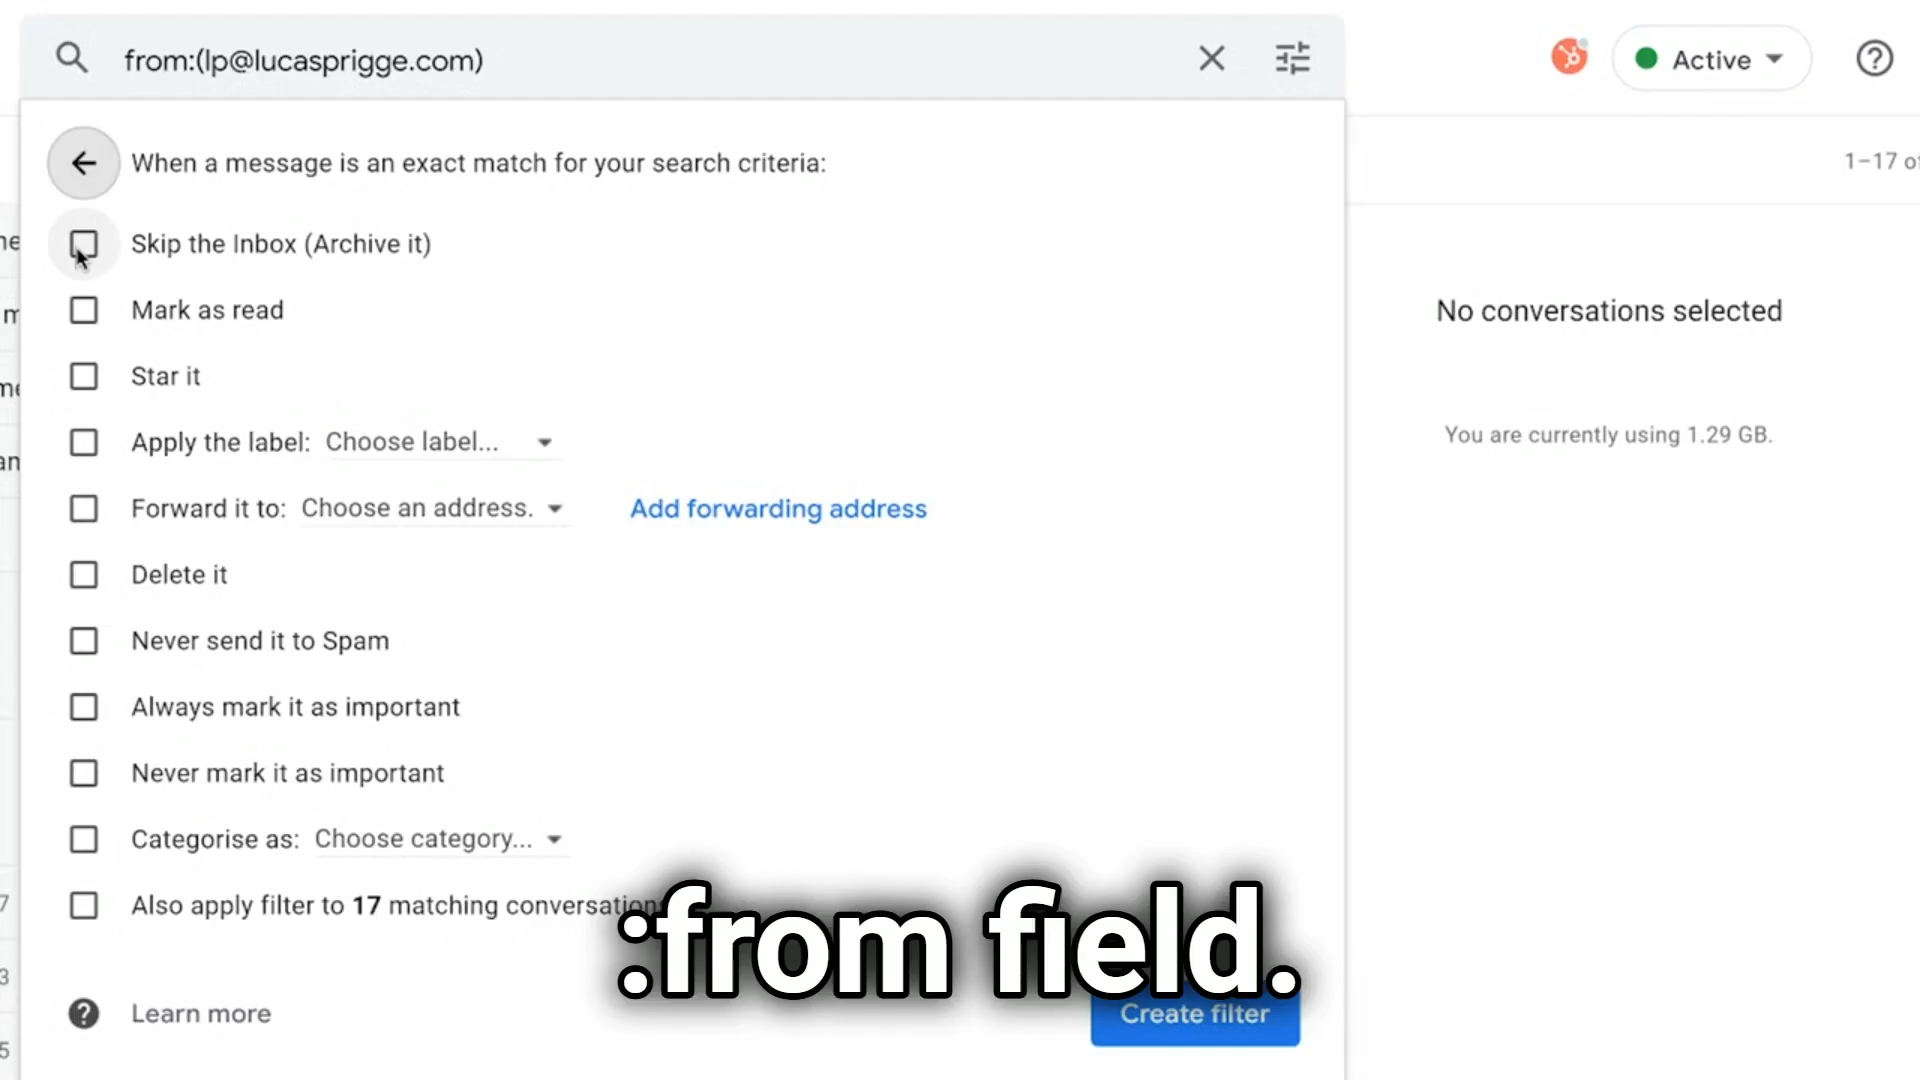 from:(lp@lucasprigge.com)
Active
When a message is an exact match for your search criteria:
1–17 of
Skip the Inbox (Archive it)
Mark as read
Star it
Apply the label: Choose label...
Forward it to: Choose an address. Add forwarding address
Delete it
Never send it to Spam
Always mark it as important
Never mark it as important
Categorise as: Choose category...
Also apply filter to 17 matching conversation
Learn more
Create filter
No conversations selected
You are currently using 1.29 GB.
:from field.